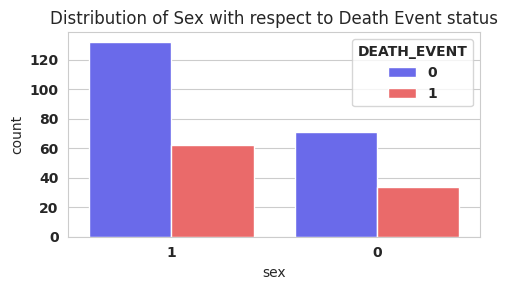 Distribution of Sex with respect to Death Event status
DEATH_EVENT
0
1
120
100
80
60
40
20
0
count
1
0
sex